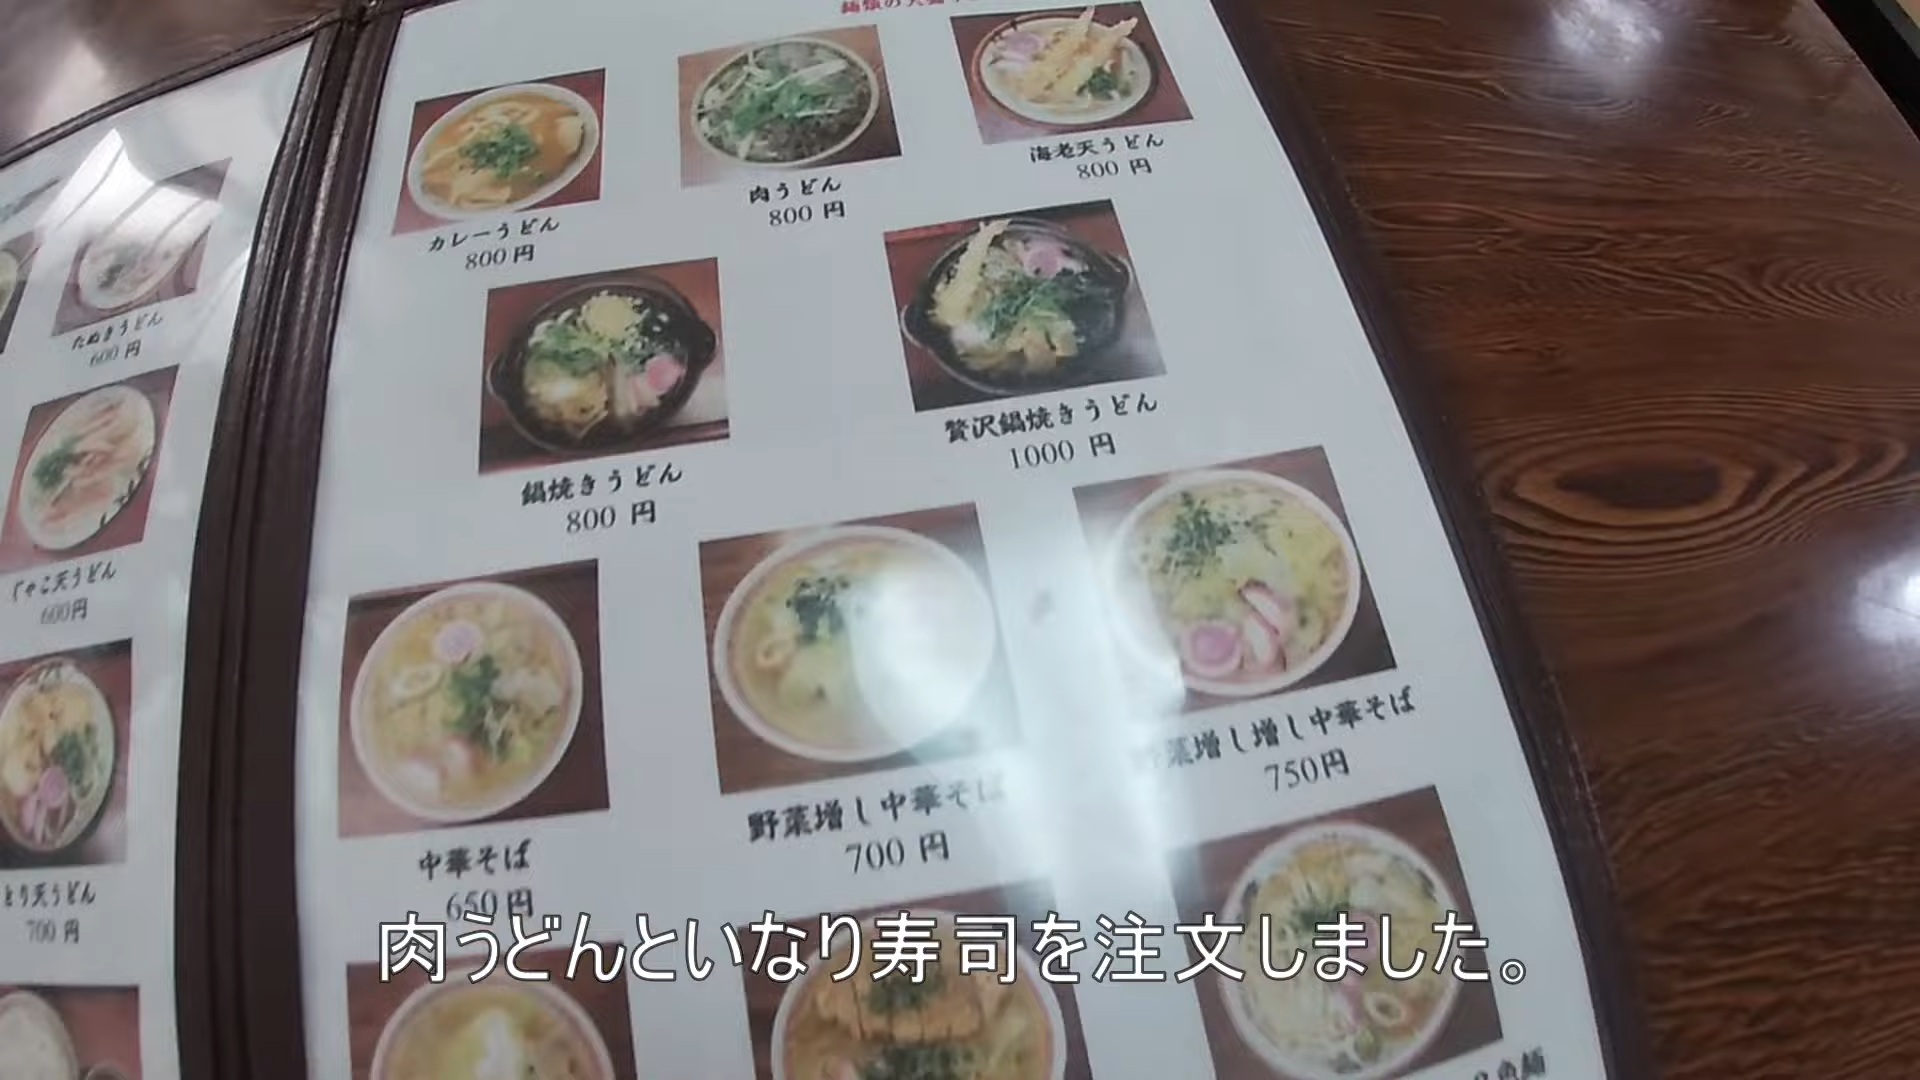 カレーうどん
800円
肉うどん
800円
海老天うどん
800円
鍋焼きうどん
800円
贅沢鍋焼きうどん
1000円
中華そば
650円
野菜増し中華そば
700円
菜増し増し中華そば
750円
たぬきうどん
600円
じゃこ天うどん
600円
とり天うどん
700円
肉うどんといなり寿司を注文しました。